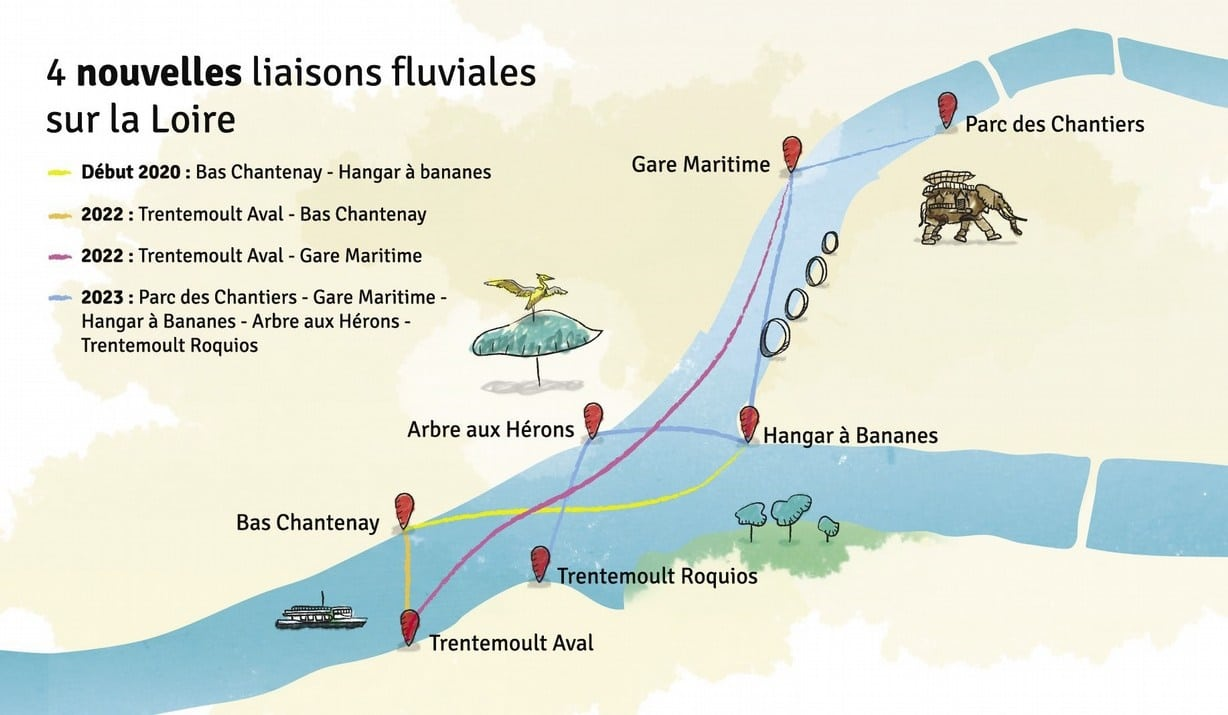 4 nouvelles liaisons fluviales
sur la Loire
Début 2020 : Bas Chantenay - Hangar à bananes
2022 : Trentemoult Aval - Bas Chantenay
2022 : Trentemoult Aval - Gare Maritime
2023 : Parc des Chantiers - Gare Maritime -
Hangar à Bananes - Arbre aux Hérons -
Trentemoult Roquios
Parc des Chantiers
Gare Maritime
Arbre aux Hérons
Hangar à Bananes
Bas Chantenay
Trentemoult Roquios
Trentemoult Aval